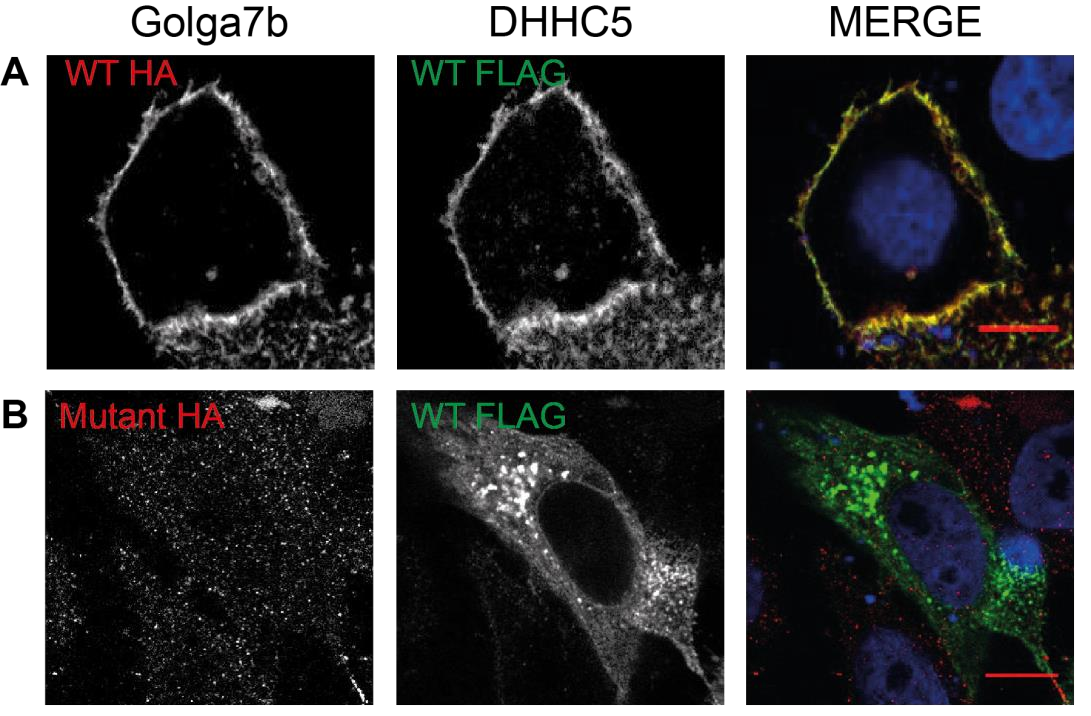 Golga7b DHHC5 MERGE
A WT HA WT FLAG
B Mutant HA WT FLAG